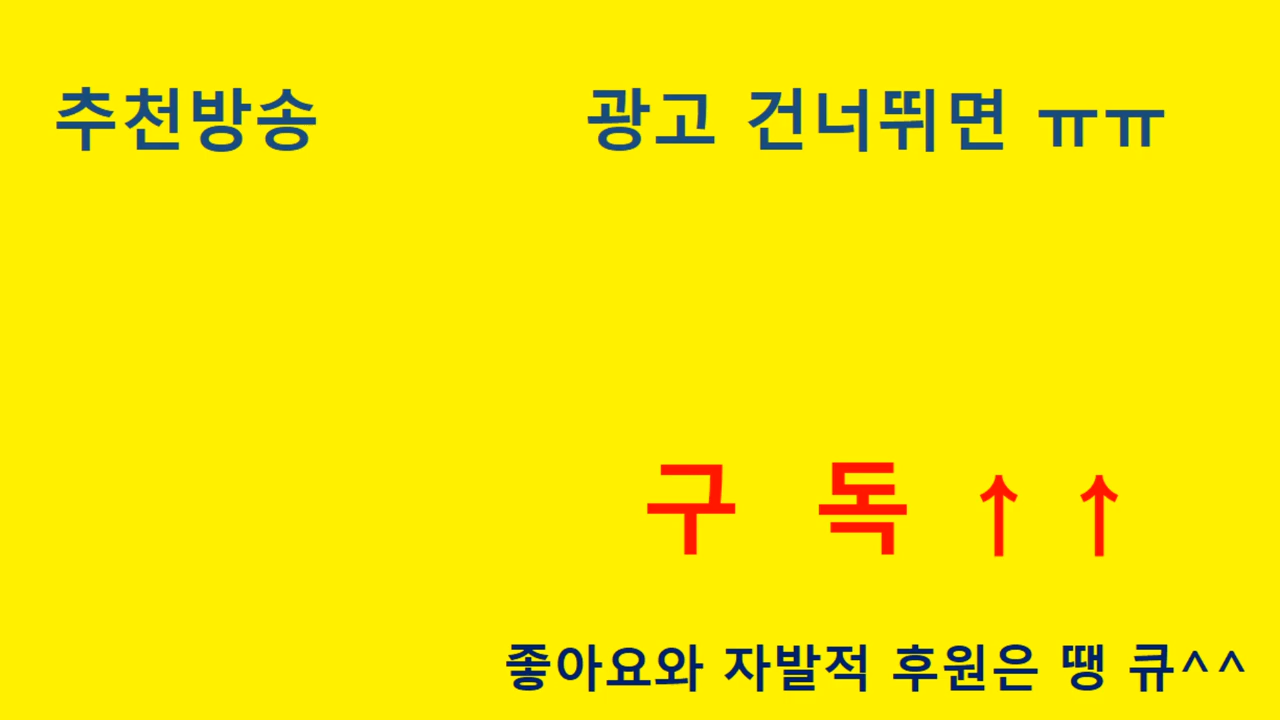 추천방송
광고 건너뛰면 ㅠㅠ
구 독 ↑ ↑
좋아요와 자발적 후원은 땡 큐^^